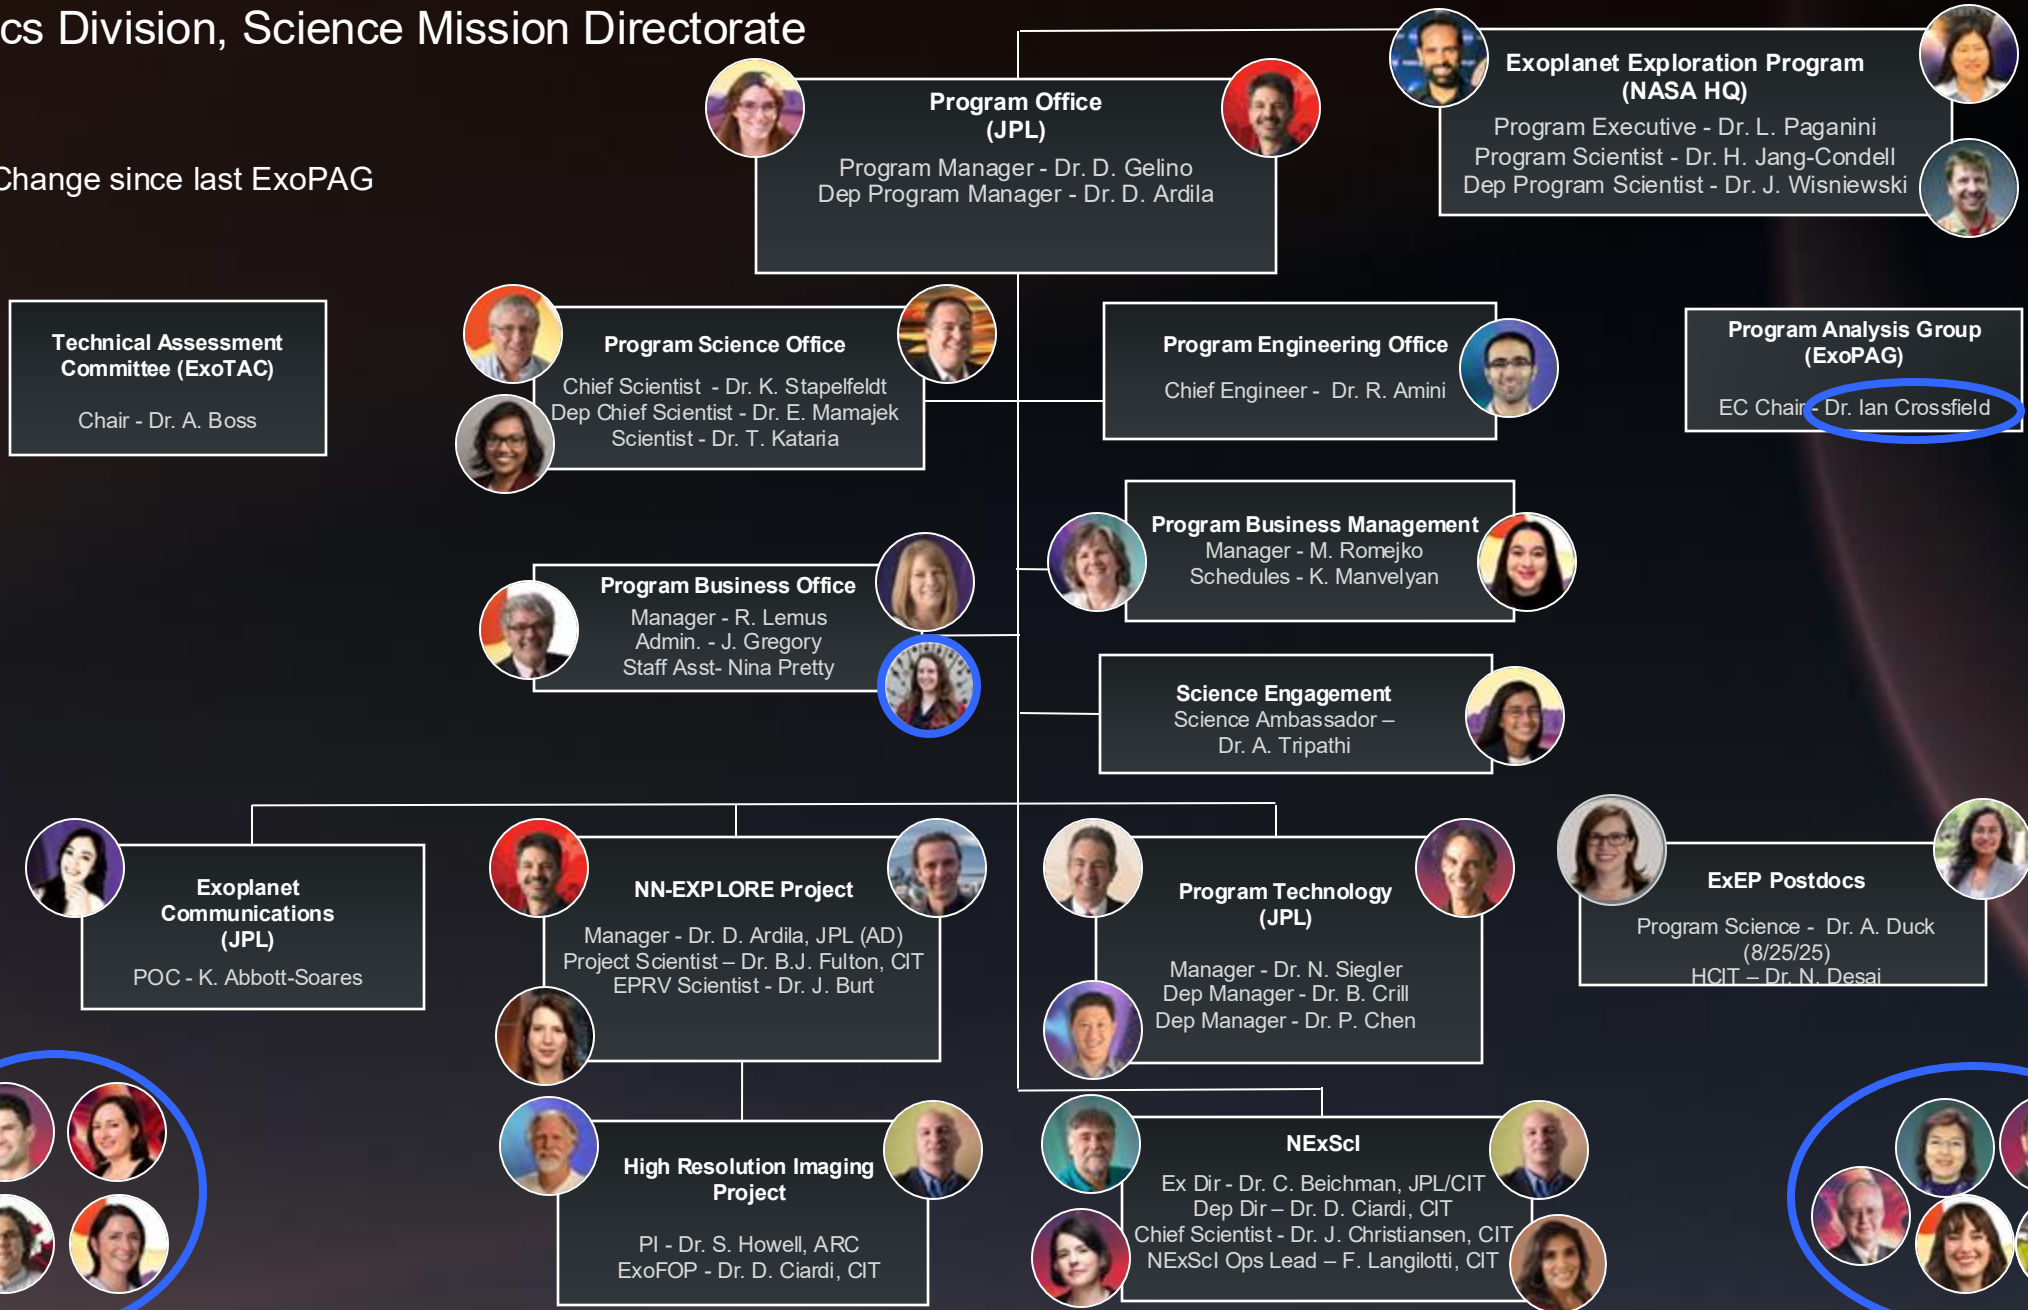 cs Division, Science Mission Directorate
Change since last ExoPAG
Program Office
(JPL)
Program Manager - Dr. D. Gelino
Dep Program Manager - Dr. D. Ardila
Exoplanet Exploration Program
(NASA HQ)
Program Executive - Dr. L. Paganini
Program Scientist - Dr. H. Jang-Condell
Dep Program Scientist - Dr. J. Wisniewski
Technical Assessment
Committee (ExoTAC)
Chair - Dr. A. Boss
Program Science Office
Chief Scientist - Dr. K. Stapelfeldt
Dep Chief Scientist - Dr. E. Mamajek
Scientist - Dr. T. Kataria
Program Engineering Office
Chief Engineer - Dr. R. Amini
Program Analysis Group
(ExoPAG)
EC Chair - Dr. Ian Crossfield
Program Business Office
Manager - R. Lemus
Admin. - J. Gregory
Staff Asst- Nina Pretty
Program Business Management
Manager - M. Romejko
Schedules - K. Manvelyan
Science Engagement
Science Ambassador –
Dr. A. Tripathi
Exoplanet
Communications
(JPL)
POC - K. Abbott-Soares
NN-EXPLORE Project
Manager - Dr. D. Ardila, JPL (AD)
Project Scientist – Dr. B.J. Fulton, CIT
EPRV Scientist - Dr. J. Burt
Program Technology
(JPL)
Manager - Dr. N. Siegler
Dep Manager - Dr. B. Crill
Dep Manager - Dr. P. Chen
ExEP Postdocs
Program Science - Dr. A. Duck
(8/25/25)
HCIT – Dr. N. Desai
High Resolution Imaging
Project
PI - Dr. S. Howell, ARC
ExoFOP - Dr. D. Ciardi, CIT
NExScI
Ex Dir - Dr. C. Beichman, JPL/CIT
Dep Dir – Dr. D. Ciardi, CIT
Chief Scientist - Dr. J. Christiansen, CIT
NExScI Ops Lead – F. Langilotti, CIT